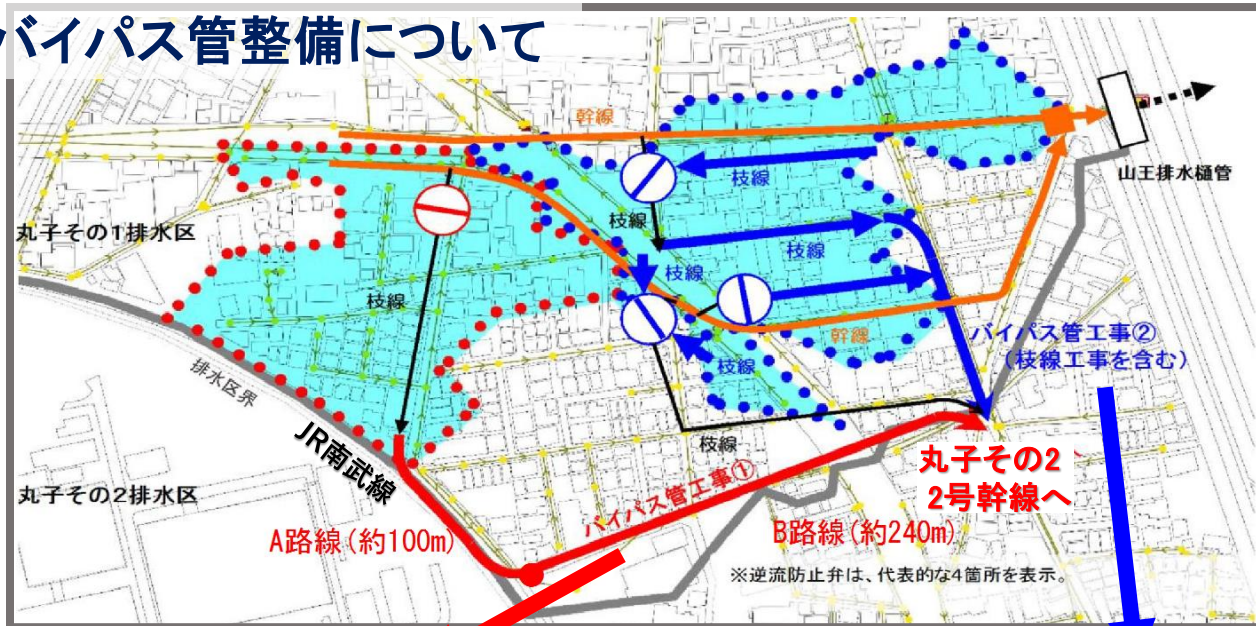 バイパス管整備について
幹線
枝線
山王排水樋管
丸子その1排水区
枝線
枝線
枝線
枝線
幹線
バイパス管工事②
(枝線工事を含む)
枝線
排水区界
JR南武線
枝線
丸子その2
2号幹線へ
丸子その2排水区
バイパス管工事①
A路線(約100m)
B路線(約240m)
※逆流防止弁は、代表的な4箇所を表示。